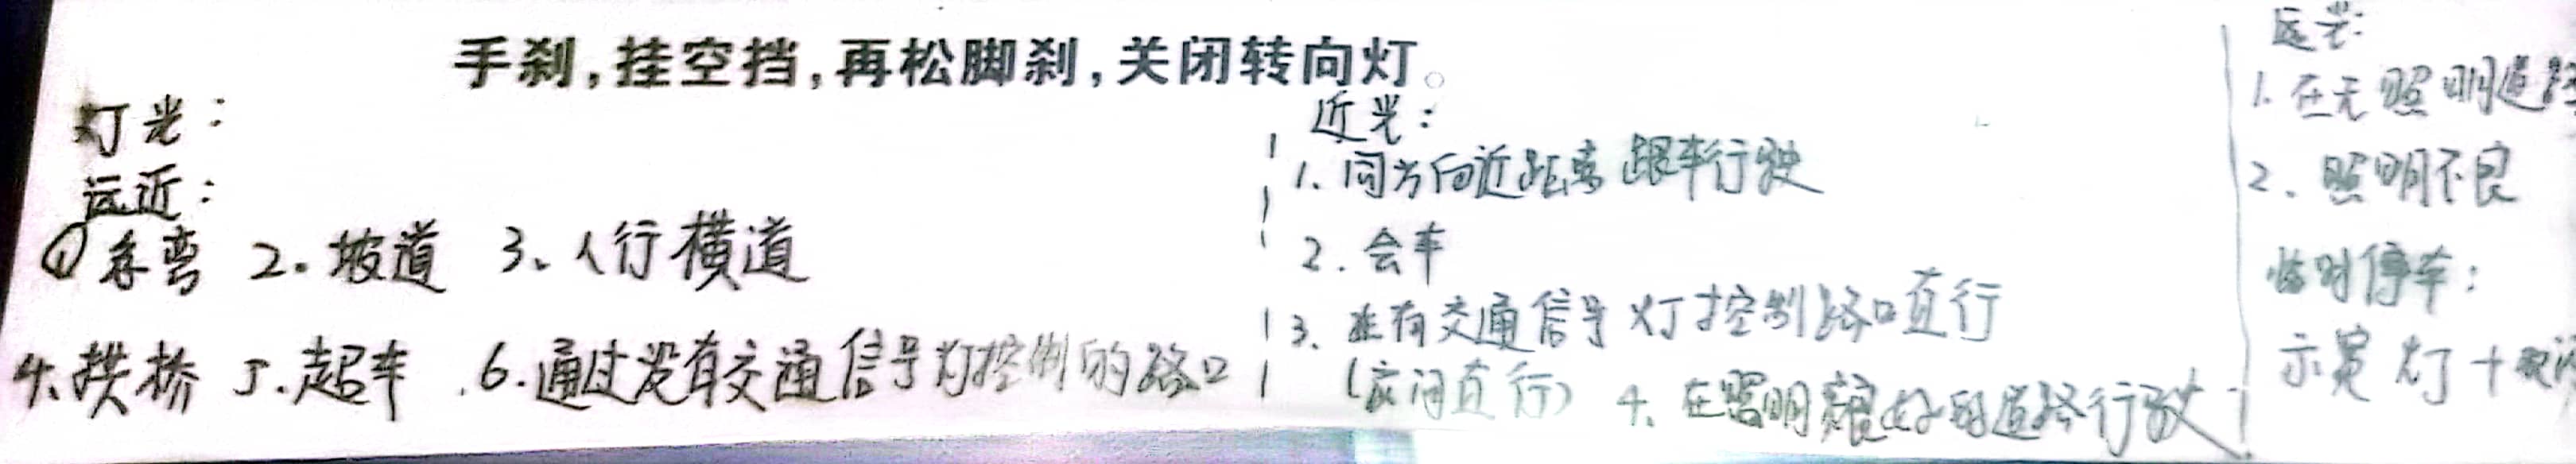 手刹,挂空挡,再松脚刹,关闭转向灯。
灯光：
远近：
① 急弯 2. 坡道 3、人行横道
4. 拱桥 5. 超车 6. 通过没有交通信号灯控制的路口
近光：
1. 同方向近距离跟车行驶
2. 会车
3. 在有交通信号灯控制路口直行
(夜间直行) 4. 在照明良好的道路行驶
远光：
1. 在无照明道路
2. 照明不良
临时停车：
示宽灯+